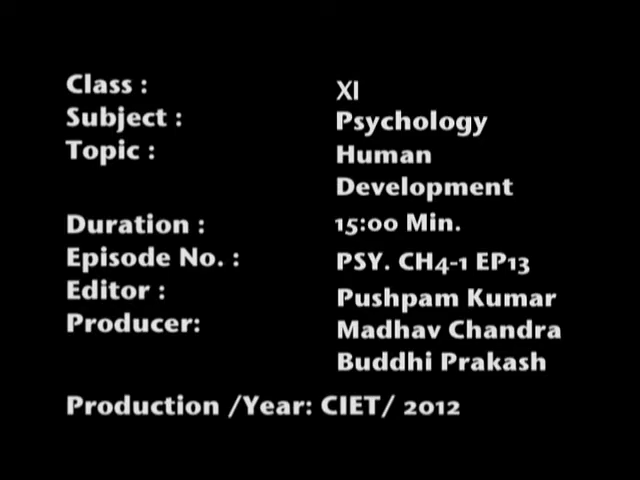 Class : XI
Subject : Psychology
Topic : Human
Development
Duration : 15:00 Min.
Episode No. : PSY. CH4-1 EP13
Editor : Pushpam Kumar
Producer: Madhav Chandra
Buddhi Prakash
Production /Year: CIET/ 2012